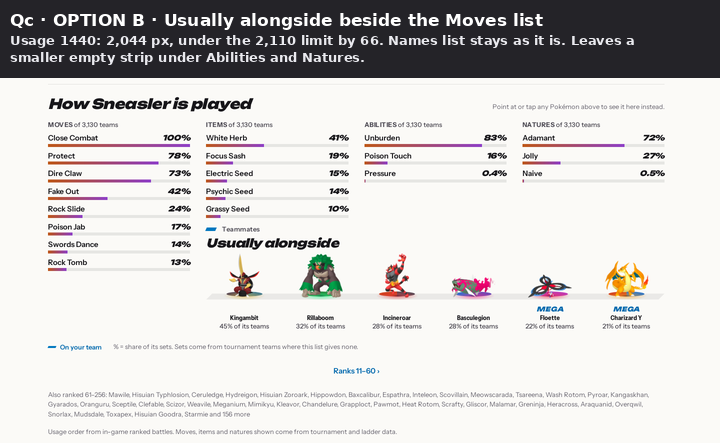 Qc · OPTION B · Usually alongside beside the Moves list
Usage 1440: 2,044 px, under the 2,110 limit by 66. Names list stays as it is. Leaves a
smaller empty strip under Abilities and Natures.
How Sneasler is played
Point at or tap any Pokémon above to see it here instead.
MOVES of 3,130 teams
Close Combat 100%
Protect 78%
Dire Claw 73%
Fake Out 42%
Rock Slide 24%
Poison Jab 17%
Swords Dance 14%
Rock Tomb 13%
ITEMS of 3,130 teams
White Herb 41%
Focus Sash 19%
Electric Seed 15%
Psychic Seed 14%
Grassy Seed 10%
ABILITIES of 3,130 teams
Unburden 83%
Poison Touch 16%
Pressure 0.4%
NATURES of 3,130 teams
Adamant 72%
Jolly 27%
Naive 0.5%
Teammates
Usually alongside
Kingambit
45% of its teams
Rillaboom
32% of its teams
Incineroar
28% of its teams
Basculegion
28% of its teams
MEGA
Floette
22% of its teams
MEGA
Charizard Y
21% of its teams
On your team % = share of its sets. Sets come from tournament teams where this list gives none.
Ranks 11–60 ›
Also ranked 61–256: Mawile, Hisuian Typhlosion, Ceruledge, Hydreigon, Hisuian Zoroark, Hippowdon, Baxcalibur, Espathra, Inteleon, Scovillain, Meowscarada, Tsareena, Wash Rotom, Pyroar, Kangaskhan,
Gyarados, Oranguru, Sceptile, Clefable, Scizor, Weavile, Meganium, Mimikyu, Kleavor, Chandelure, Grapploct, Pawmot, Heat Rotom, Scrafty, Gliscor, Malamar, Greninja, Heracross, Araquanid, Overqwil,
Snorlax, Mudsdale, Toxapex, Hisuian Goodra, Starmie and 156 more
Usage order from in-game ranked battles. Moves, items and natures shown come from tournament and ladder data.